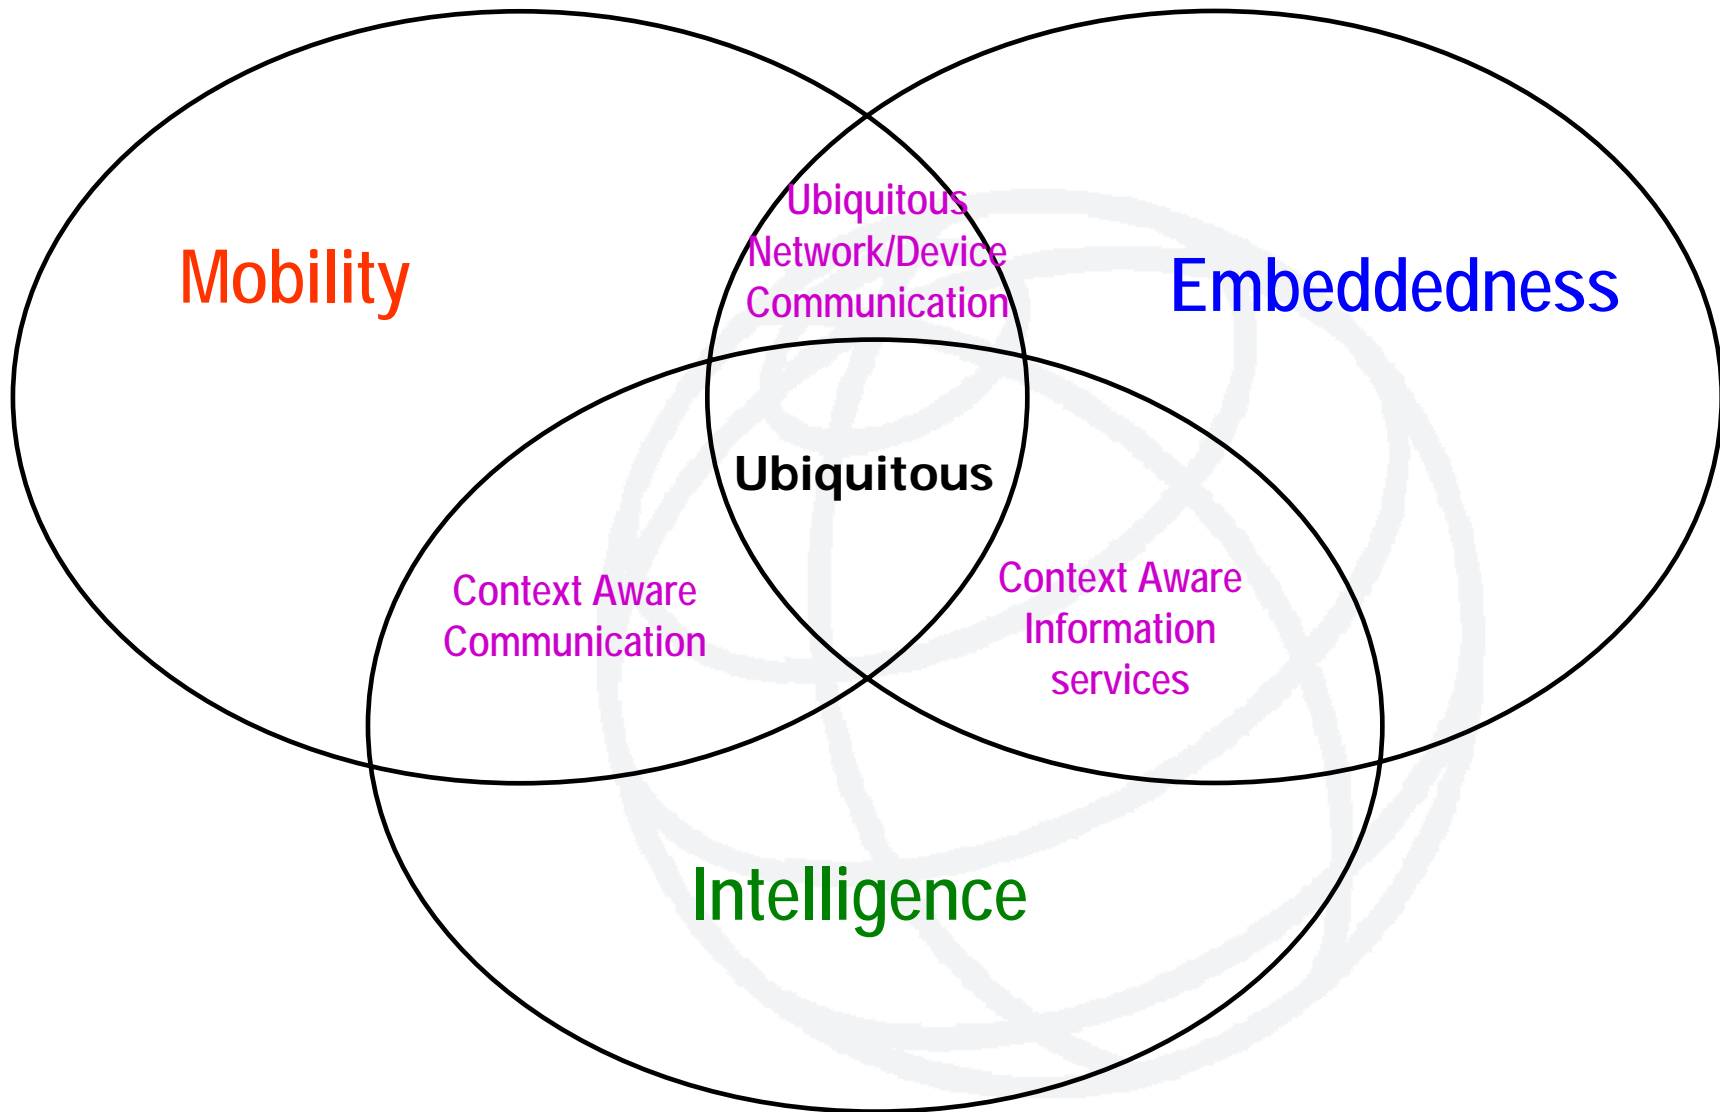 Mobility
Ubiquitous
Network/Device
Communication
Embeddedness
Ubiquitous
Context Aware
Communication
Context Aware
Information
services
Intelligence